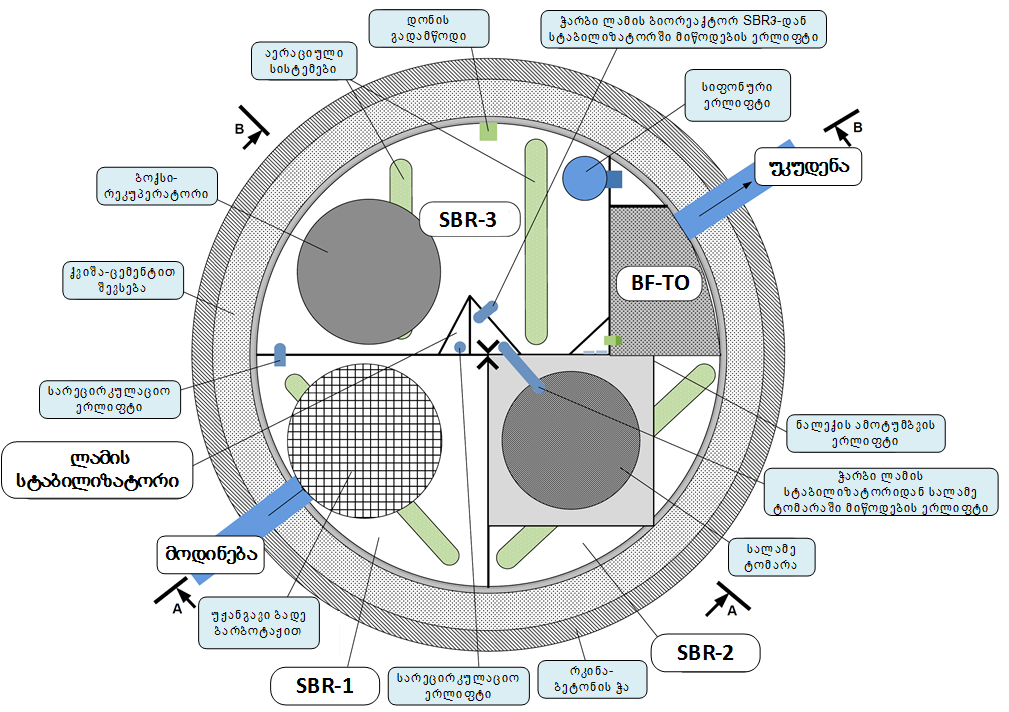 დონის
გადამწოდი
ჭარბი ლამის ბიორეაქტორ SBR3-დან
სტაბილიზატორში მიწოდების ერლიფტი
აერაციული
სისტემები
სიფონური
ერლიფტი
B
B
უკუდენა
ბოქსი-
რეკუპერატორი
SBR-3
BF-TO
ქვიშა-ცემენტით
შევსება
სარეცირკულაციო
ერლიფტი
ნალექის ამოტუმბვის
ერლიფტი
ლამის
სტაბილიზატორი
ჭარბი ლამის
სტაბილიზატორიდან სალამე
ტომარაში მიწოდების ერლიფტი
მოდინება
სალამე
ტომარა
A
A
უჟანგავი ბადე
ბარბოტაჟით
SBR-2
SBR-1
სარეცირკულაციო
ერლიფტი
რკინა-
ბეტონის ჭა